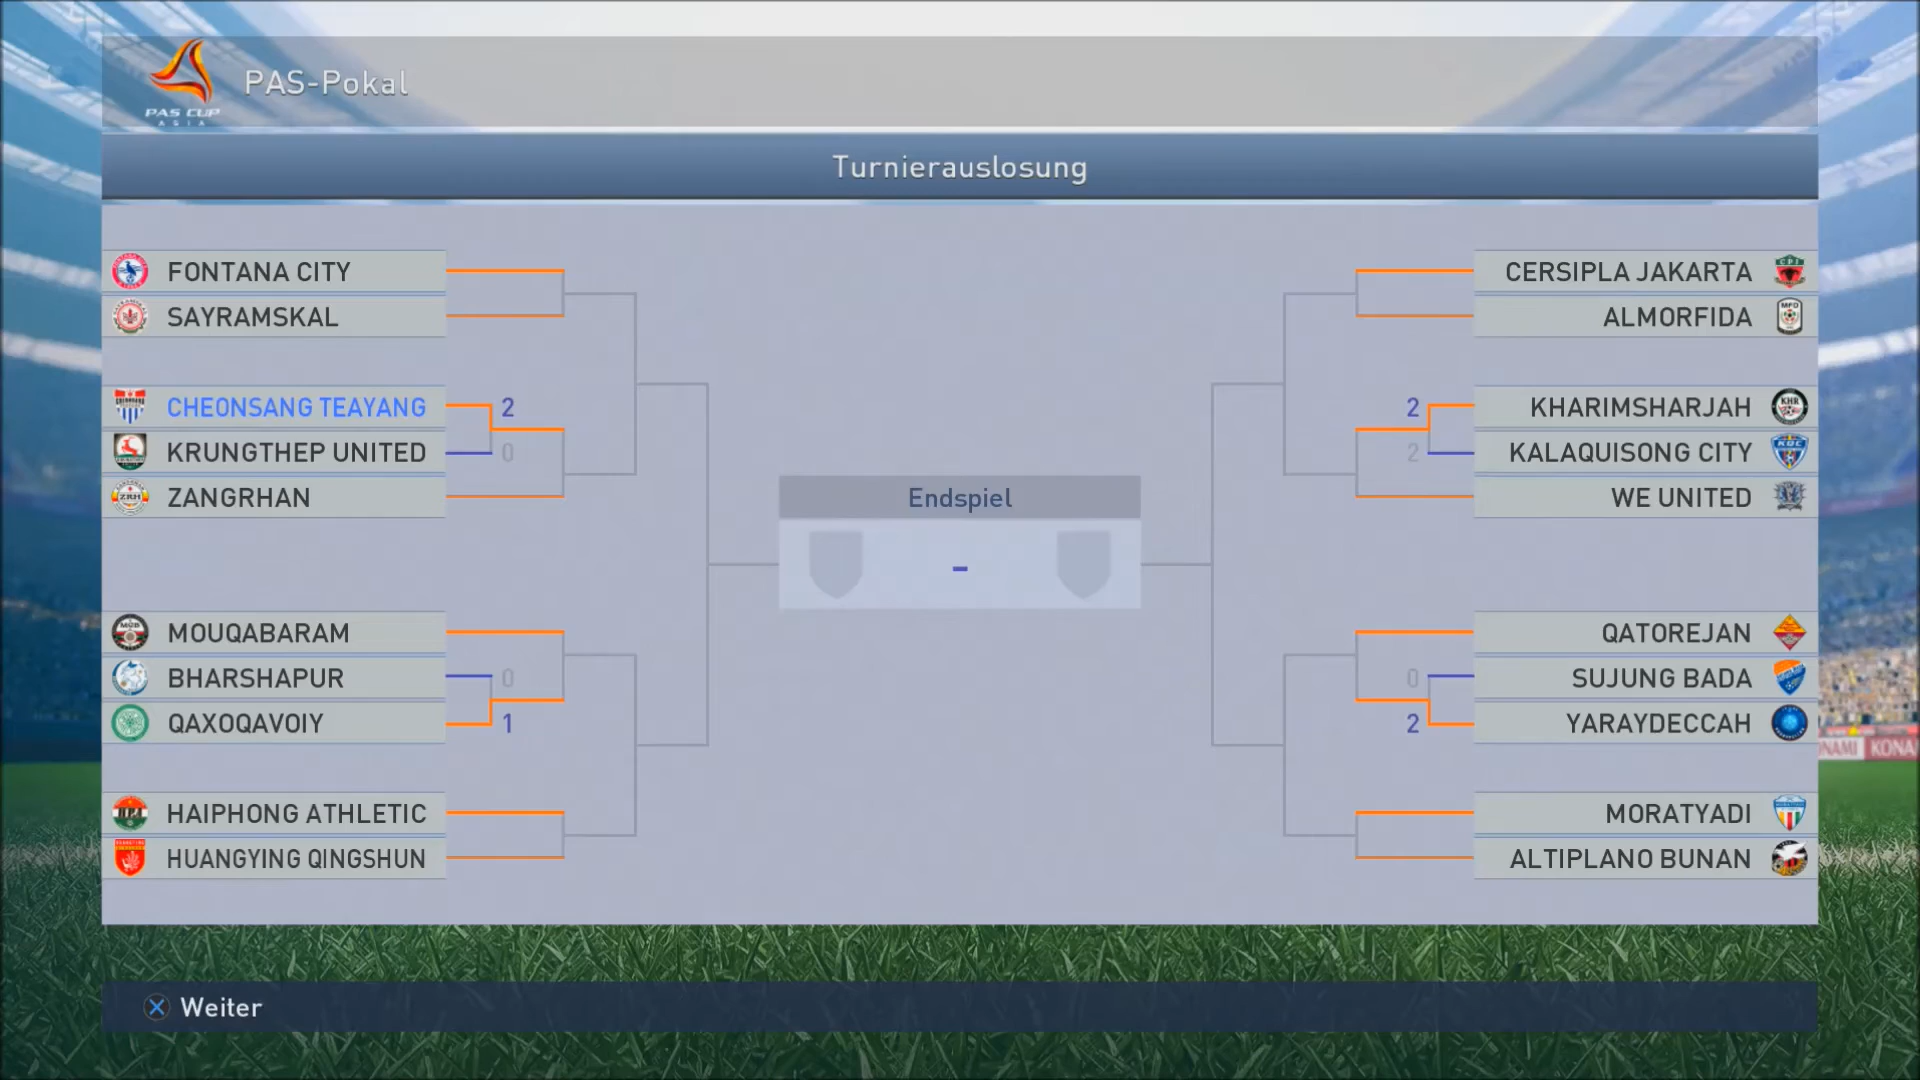 PAS CUP
ASIA
PAS-Pokal
Turnierauslosung
FONTANA CITY
SAYRAMSKAL
CHEONSANG TEAYANG 2
KRUNGTHEP UNITED 0
ZANGRHAN
MOUQABARAM
BHARSHAPUR 0
QAXOQAVOIY 1
HAIPHONG ATHLETIC
HUANGYING QINGSHUN
Endspiel
-
CERSIPLA JAKARTA
ALMORFIDA
2 KHARIMSHARJAH
2 KALAQUISONG CITY
WE UNITED
QATOREJAN
0 SUJUNG BADA
2 YARAYDECCAH
MORATYADI
ALTIPLANO BUNAN
KONAMI
Weiter